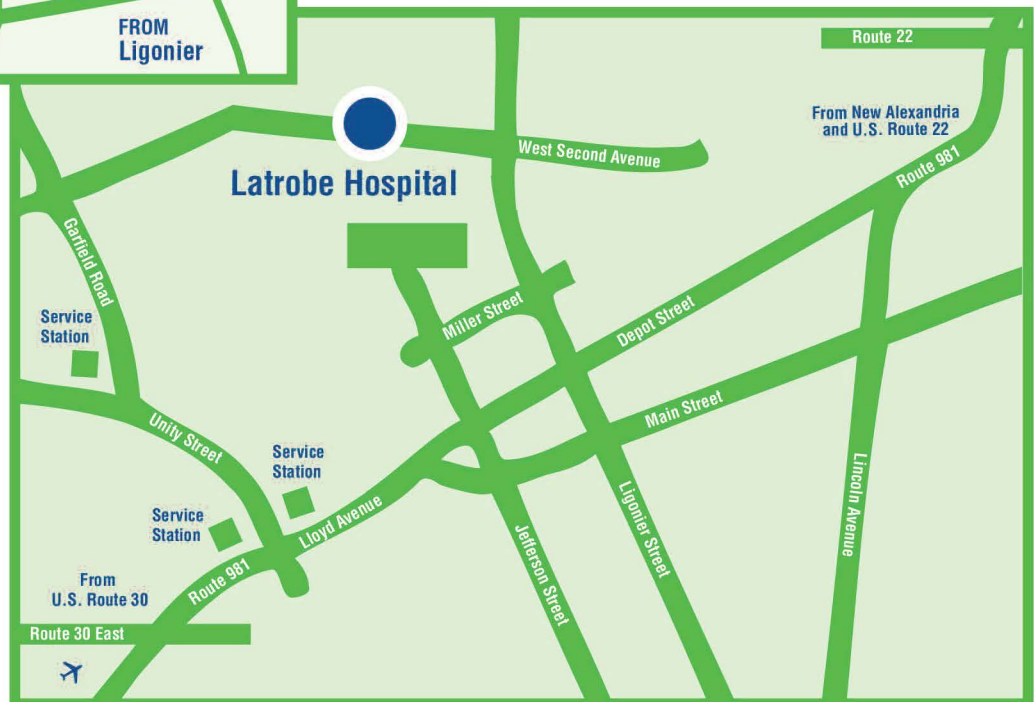 FROM
Ligonier
Route 22
From New Alexandria
and U.S. Route 22
West Second Avenue
Route 981
Latrobe Hospital
Garfield Road
Service
Station
Miller Street
Depot Street
Main Street
Unity Street
Service
Station
Lincoln Avenue
Ligonier Street
Service
Station
Lloyd Avenue
Jefferson Street
Route 981
From
U.S. Route 30
Route 30 East